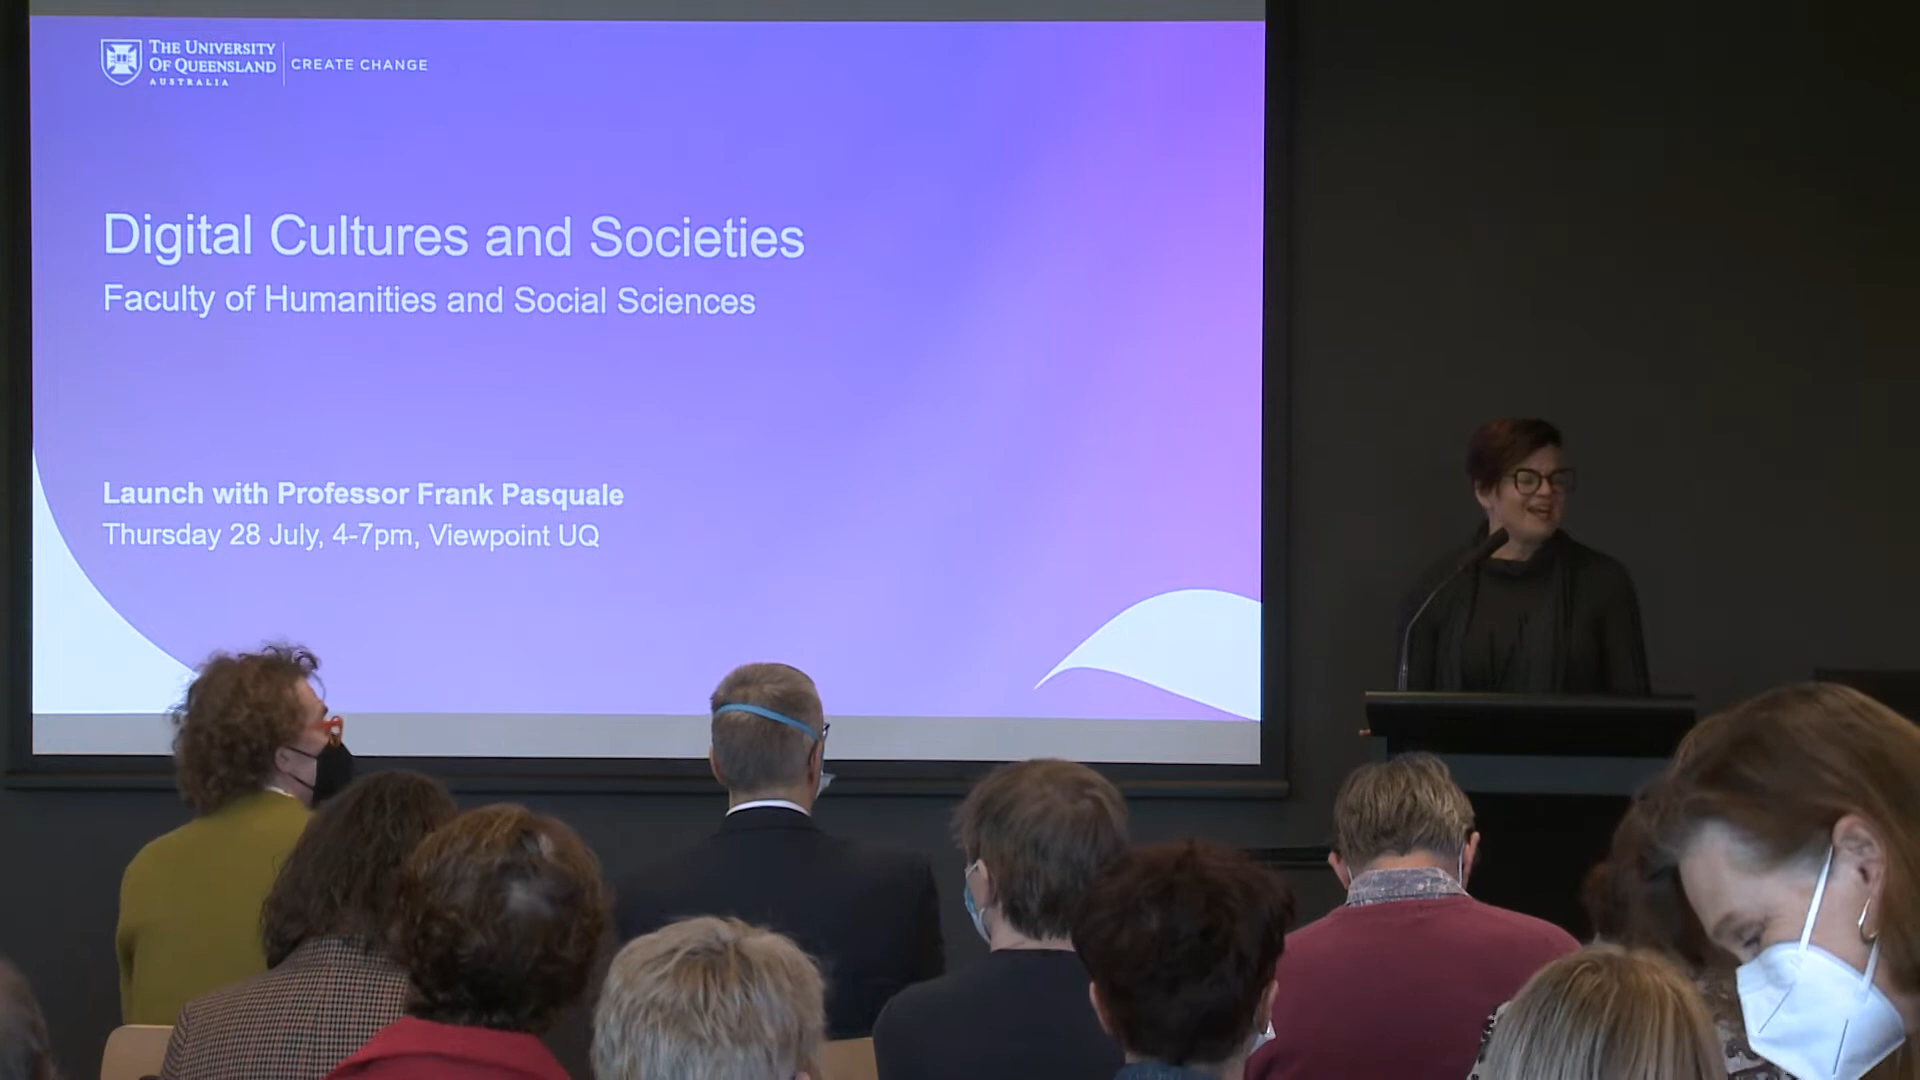 THE UNIVERSITY
OF QUEENSLAND
AUSTRALIA
CREATE CHANGE
Digital Cultures and Societies
Faculty of Humanities and Social Sciences
Launch with Professor Frank Pasquale
Thursday 28 July, 4-7pm, Viewpoint UQ